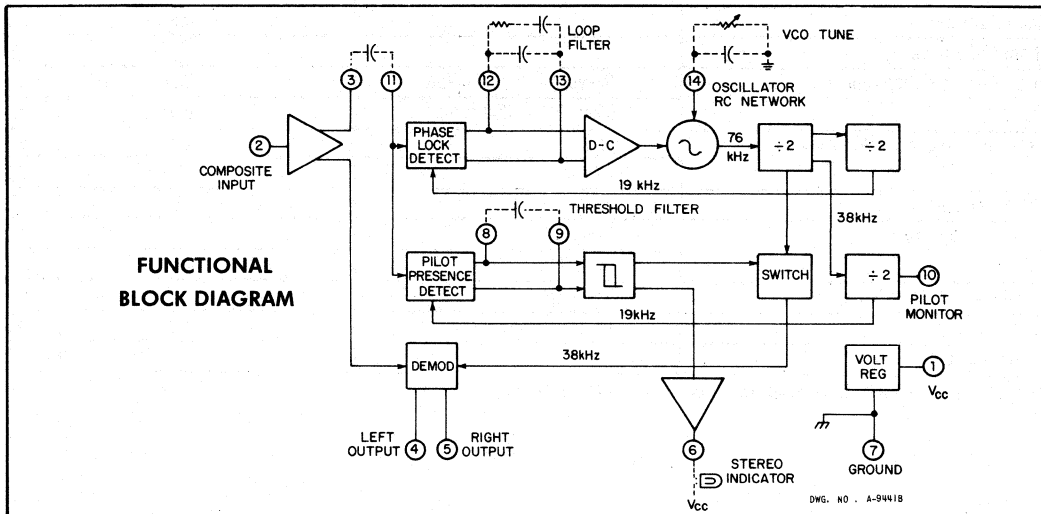 LOOP
FILTER
VCO TUNE
3
11
12
13
14
OSCILLATOR
RC NETWORK
2
COMPOSITE
INPUT
PHASE
LOCK
DETECT
D-C
76
kHz
÷2
÷2
19 kHz
38kHz
THRESHOLD FILTER
8
9
FUNCTIONAL
BLOCK DIAGRAM
PILOT
PRESENCE
DETECT
SWITCH
÷2
10
PILOT
MONITOR
19kHz
38kHz
DEMOD
VOLT
REG
1
Vcc
LEFT
OUTPUT
4
5
RIGHT
OUTPUT
6
7
GROUND
STEREO
INDICATOR
Vcc
DWG. NO. A-9441B